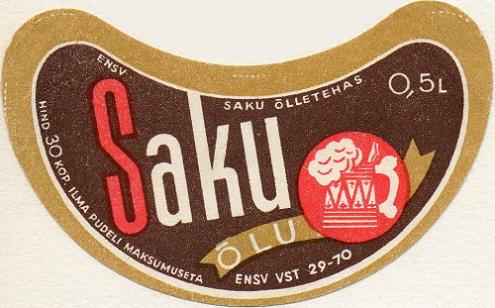 ENSV
SAKU ÕLLETEHAS
0,5L
Saku
ÕLU
HIND 30 KOP. ILMA PUDELI MAKSUMUSETA
ENSV VST 29-70